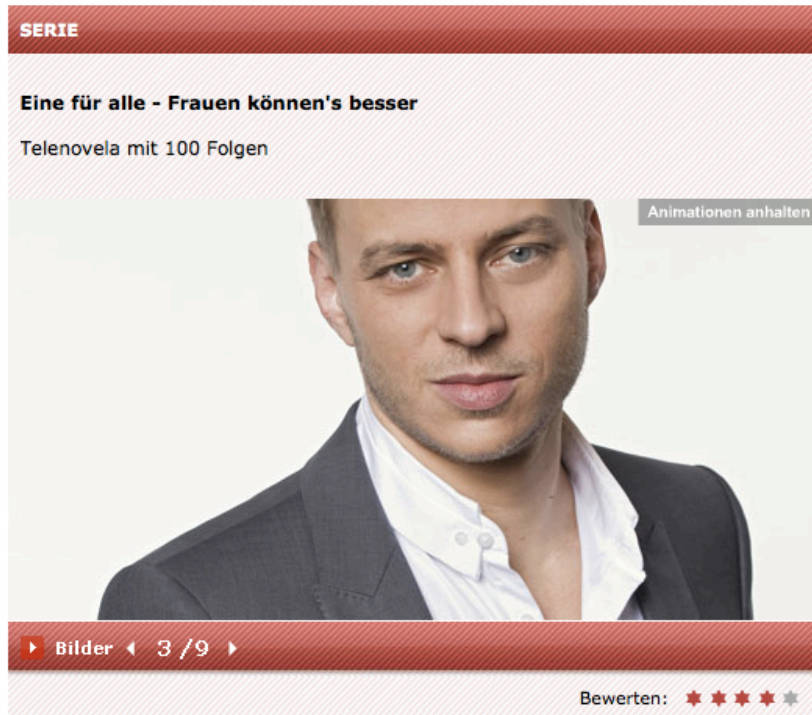 SERIE
Eine für alle - Frauen können's besser
Telenovela mit 100 Folgen
Animationen anhalten
Bilder 3/9
Bewerten: